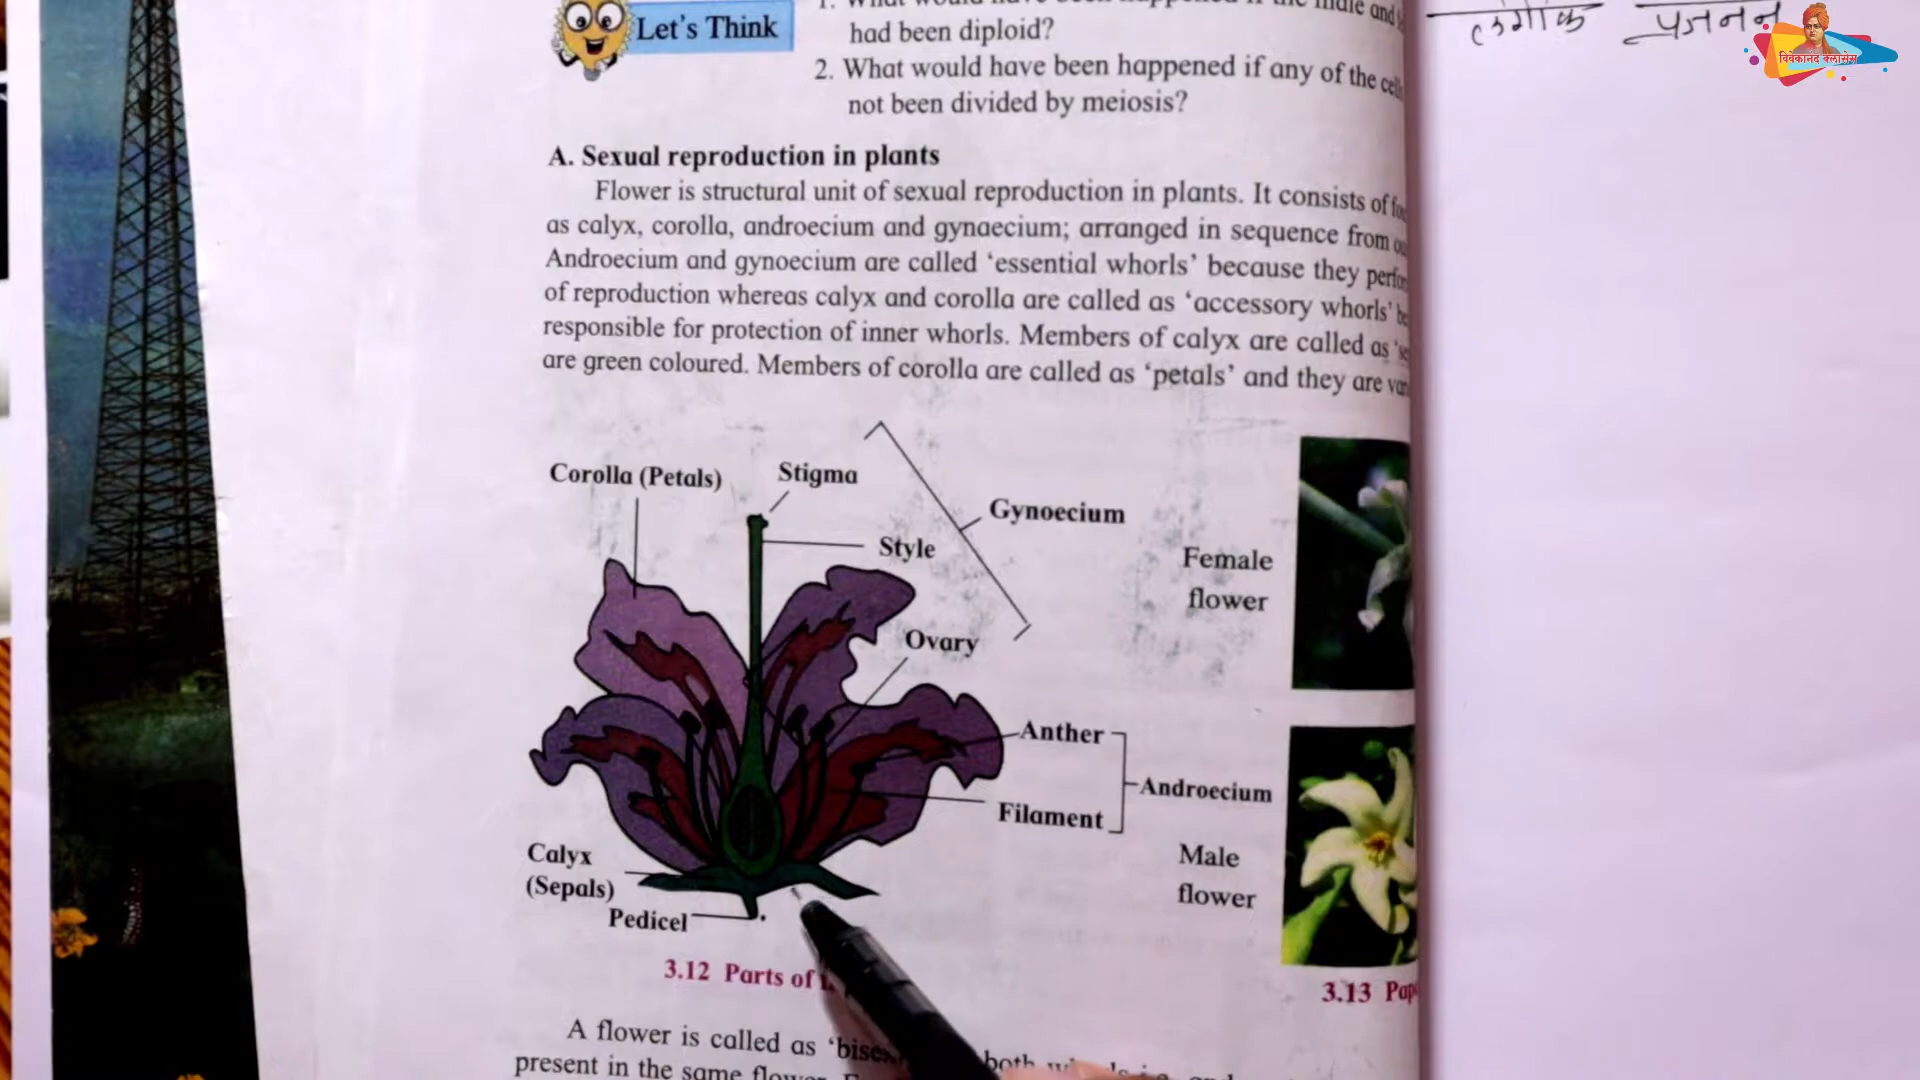 had been diploid?
2. What would have been happened if any of the
not been divided by meiosis?
Let's Think
लैंगिक प्रजनन
विवेकानंद क्लासेस
A. Sexual reproduction in plants
Flower is structural unit of sexual reproduction in plants. It consists of
as calyx, corolla, androecium and gynaecium; arranged in sequence from
Androecium and gynoecium are called 'essential whorls' because they
of reproduction whereas calyx and corolla are called as 'accessory whorls'
responsible for protection of inner whorls. Members of calyx are called as
are green coloured. Members of corolla are called as 'petals' and they are
Corolla (Petals)
Stigma
Gynoecium
Style
Female
flower
Ovary
Anther
Androecium
Filament
Calyx
(Sepals)
Male
flower
Pedicel
3.12 Parts of
3.13
A flower is called as both
present in the same